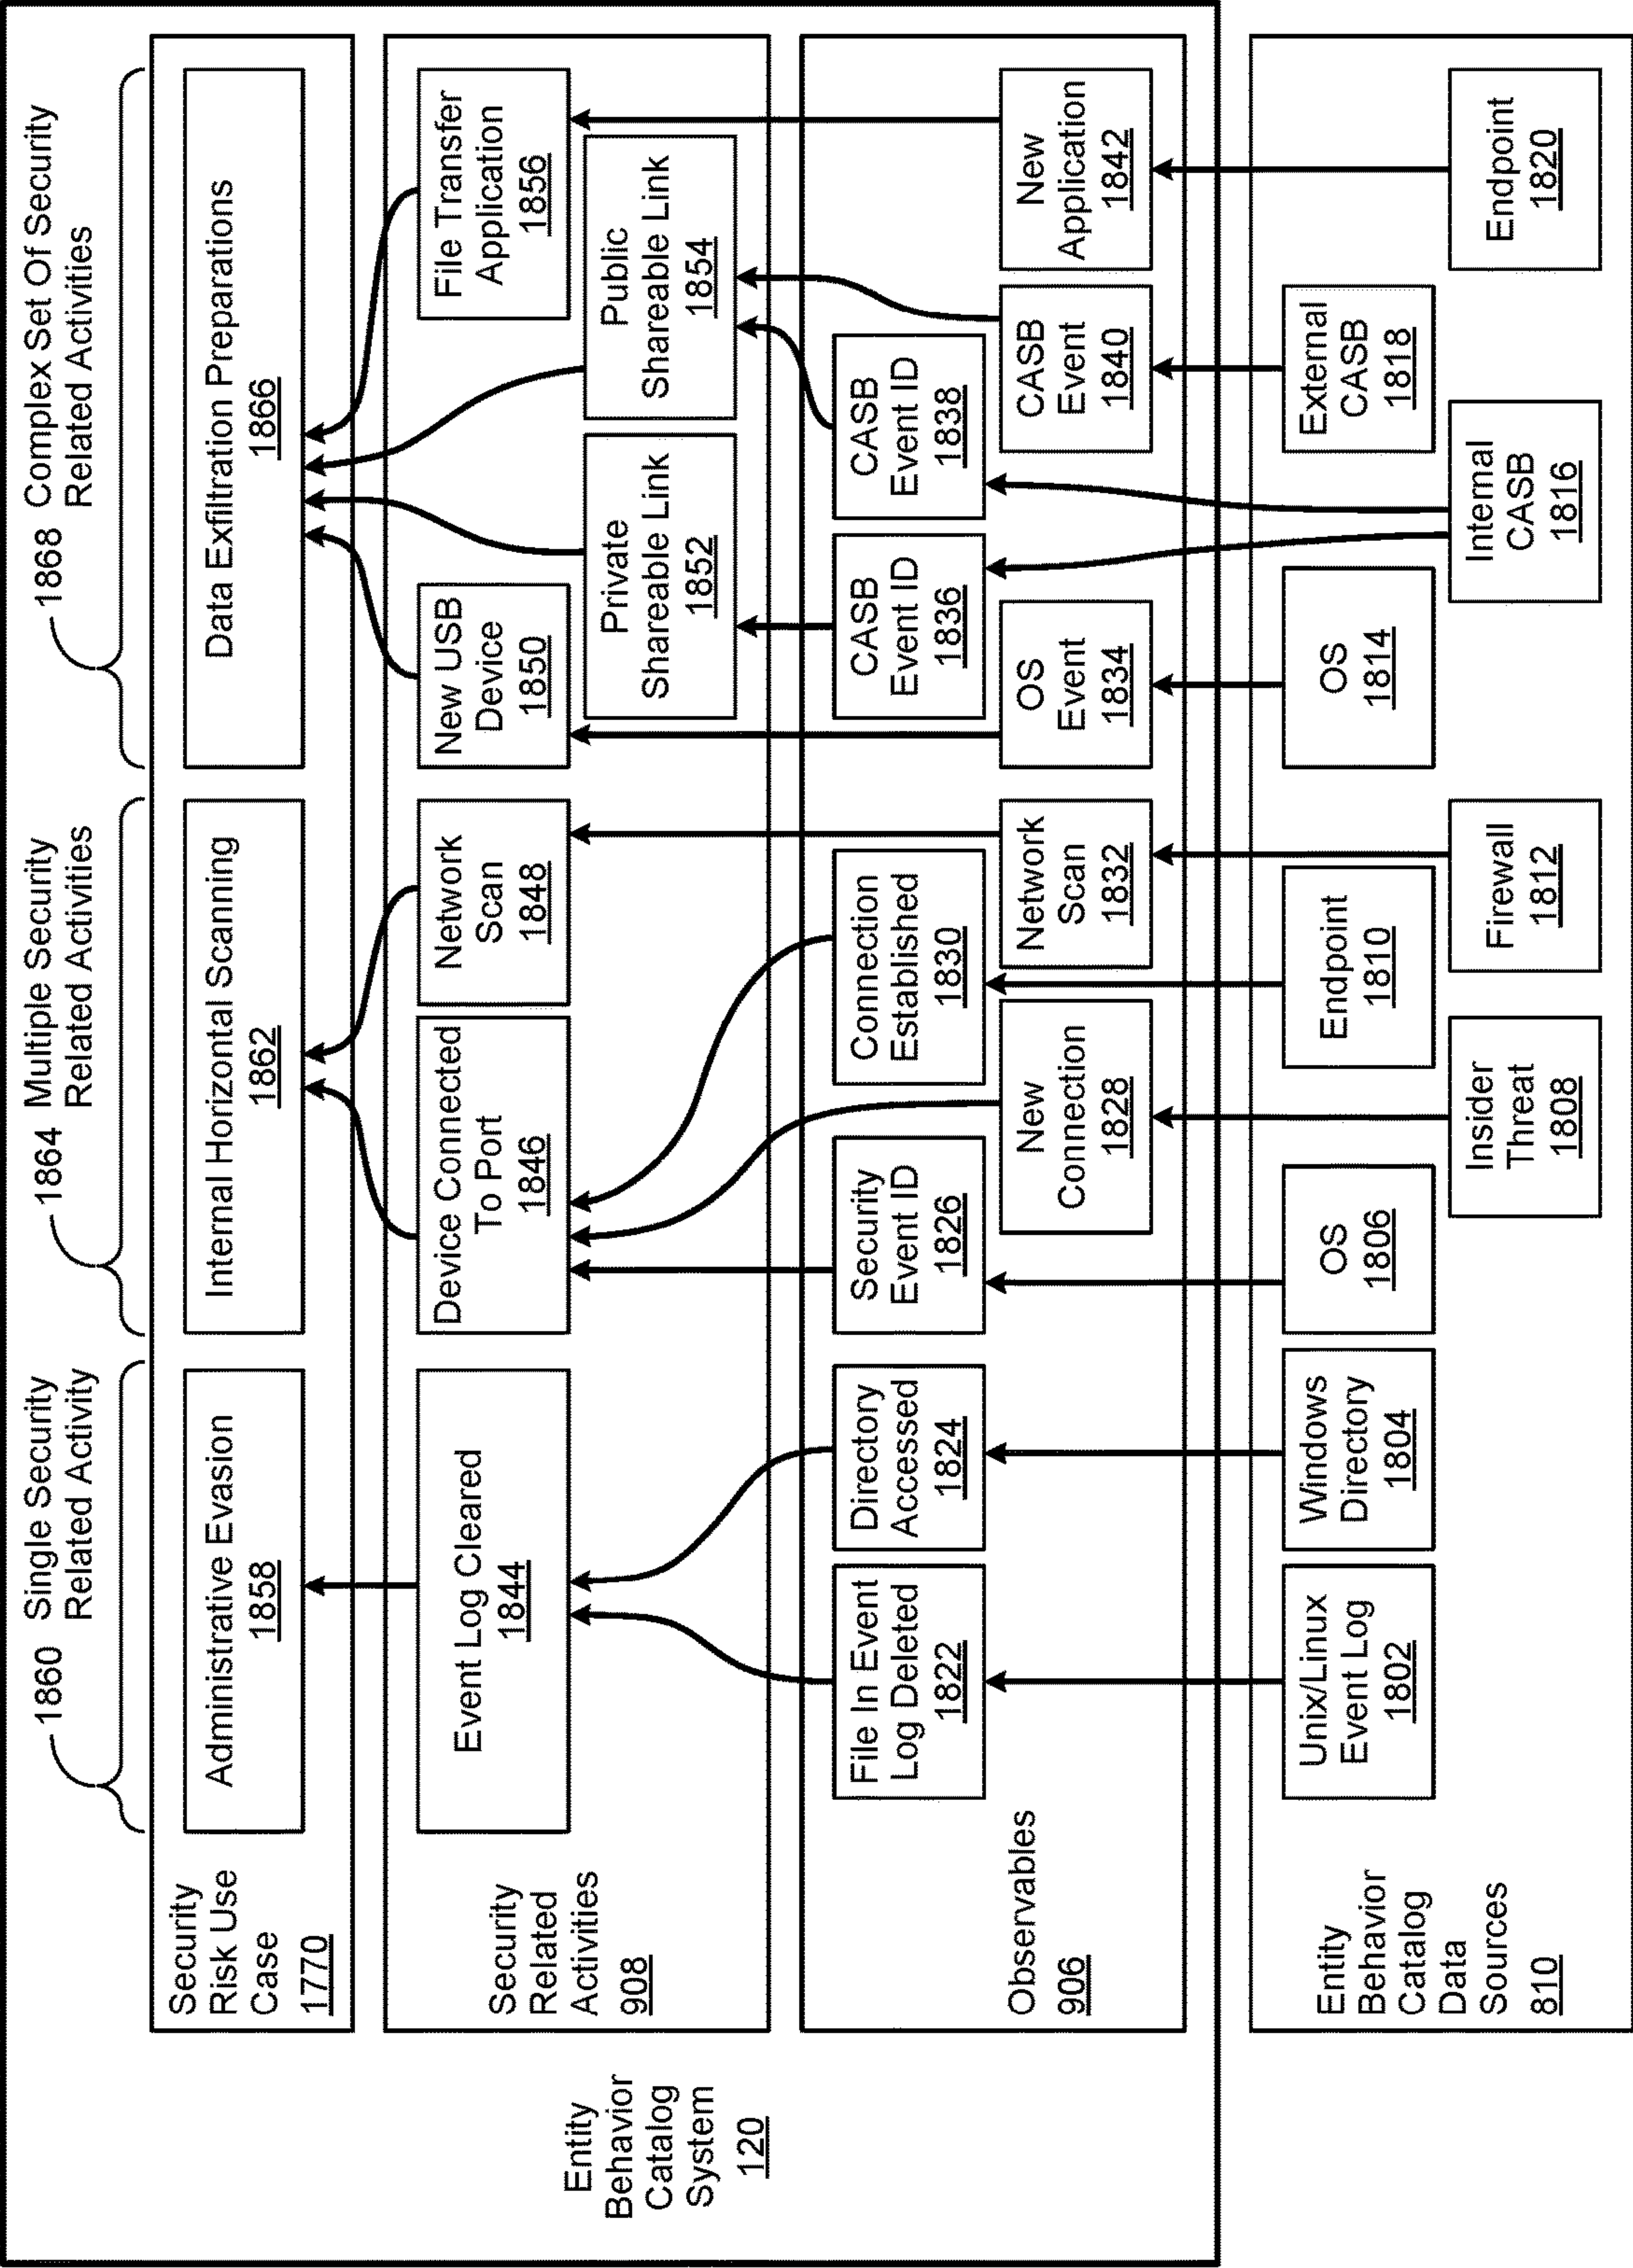 1860
Single Security
Related Activity
1864
Multiple Security
Related Activities
1868
Complex Set Of Security
Related Activities
Security
Risk Use
Case
1770
Administrative Evasion
1858
Internal Horizontal Scanning
1862
Data Exfiltration Preparations
1866
Entity
Behavior
Catalog
System
120
Security
Related
Activities
908
Event Log Cleared
1844
Device Connected
To Port
1846
Network
Scan
1848
New USB
Device
1850
Private
Shareable Link
1852
Public
Shareable Link
1854
File Transfer
Application
1856
Observables
906
File In Event
Log Deleted
1822
Directory
Accessed
1824
Security
Event ID
1826
New
Connection
1828
Connection
Established
1830
Network
Scan
1832
OS
Event
1834
CASB
Event ID
1836
CASB
Event ID
1838
CASB
Event
1840
New
Application
1842
Entity
Behavior
Catalog
Data
Sources
810
Unix/Linux
Event Log
1802
Windows
Directory
1804
OS
1806
Insider
Threat
1808
Endpoint
1810
Firewall
1812
OS
1814
Internal
CASB
1816
External
CASB
1818
Endpoint
1820